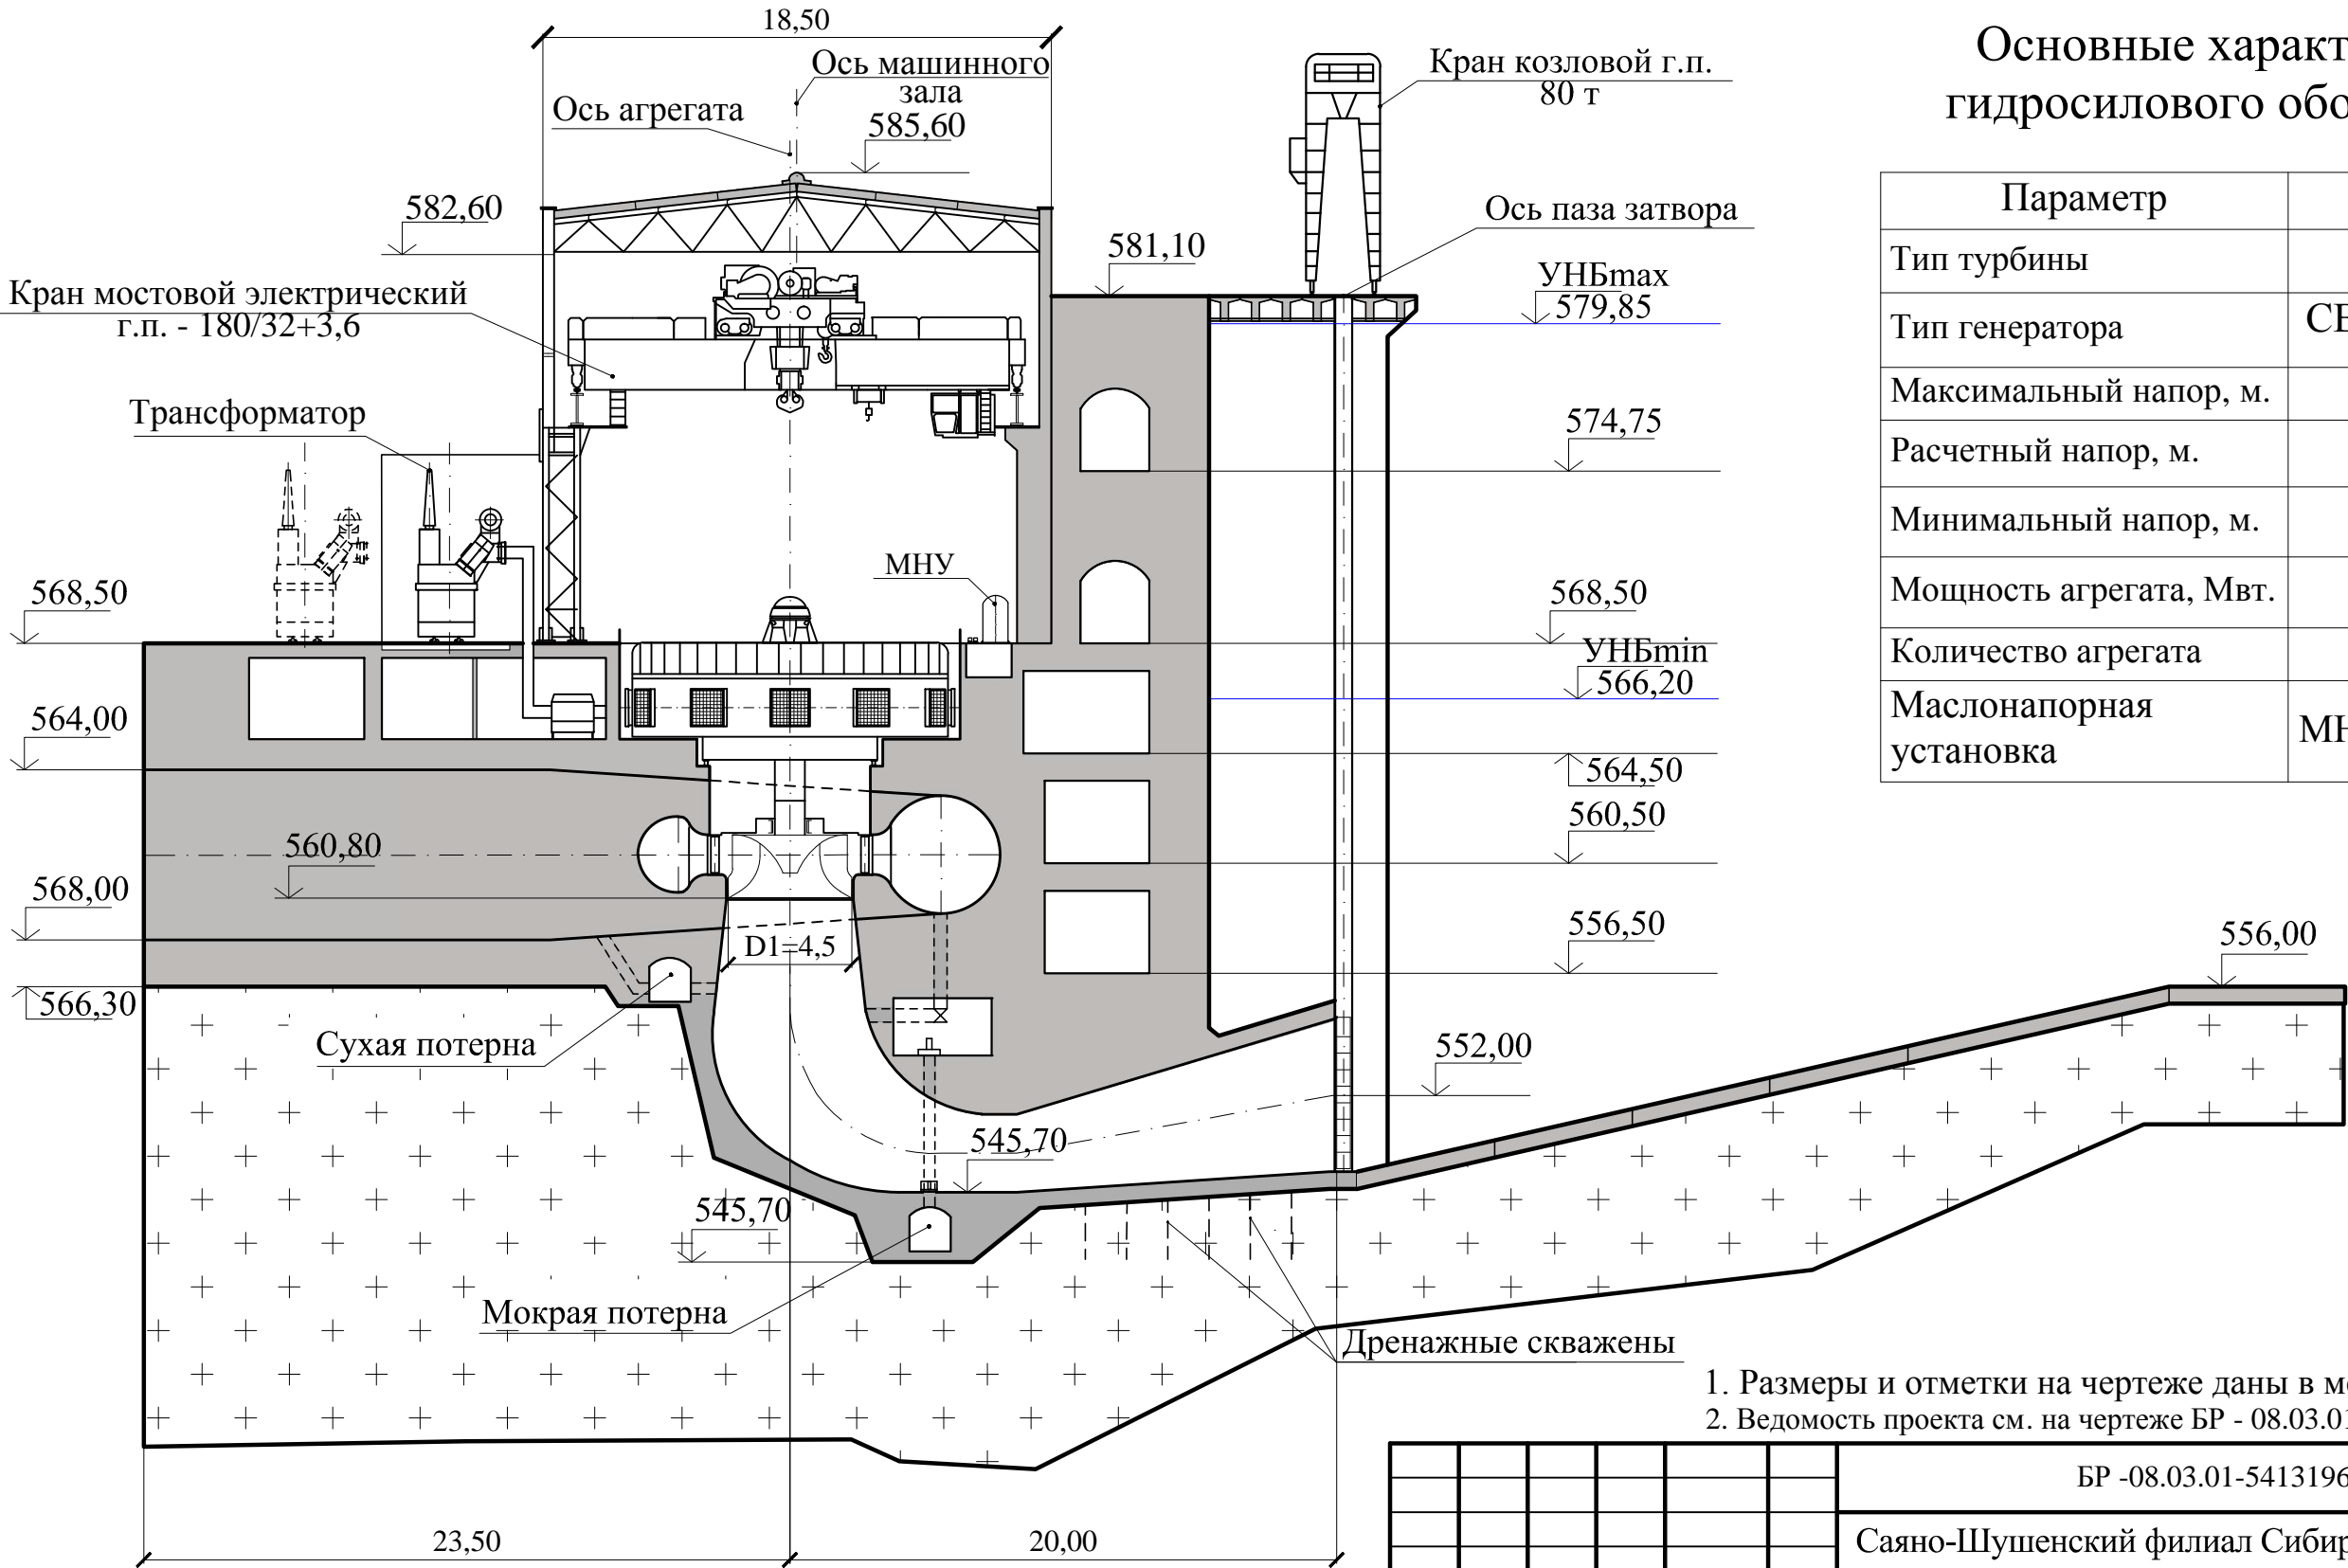 18,50
Ось машинного
зала
Ось агрегата
585,60
582,60
Кран мостовой электрический
г.п. - 180/32+3,6
Трансформатор
Кран козловой г.п.
80 т
Ось паза затвора
581,10
УНБmax
579,85
574,75
МНУ
568,50
568,50
УНБmin
566,20
564,00
564,50
560,50
560,80
568,00
556,50
D1=4,5
566,30
Сухая потерна
552,00
556,00
545,70
545,70
Мокрая потерна
Дренажные скважены
23,50
20,00
Основные характ
гидросилового обо
Параметр
Тип турбины
Тип генератора
Максимальный напор, м.
Расчетный напор, м.
Минимальный напор, м.
Мощность агрегата, Мвт.
Количество агрегата
Маслонапорная
установка
1. Размеры и отметки на чертеже даны в
2. Ведомость проекта см. на чертеже БР - 08.03.01
БР -08.03.01-5413196
Саяно-Шушенский филиал Сибир